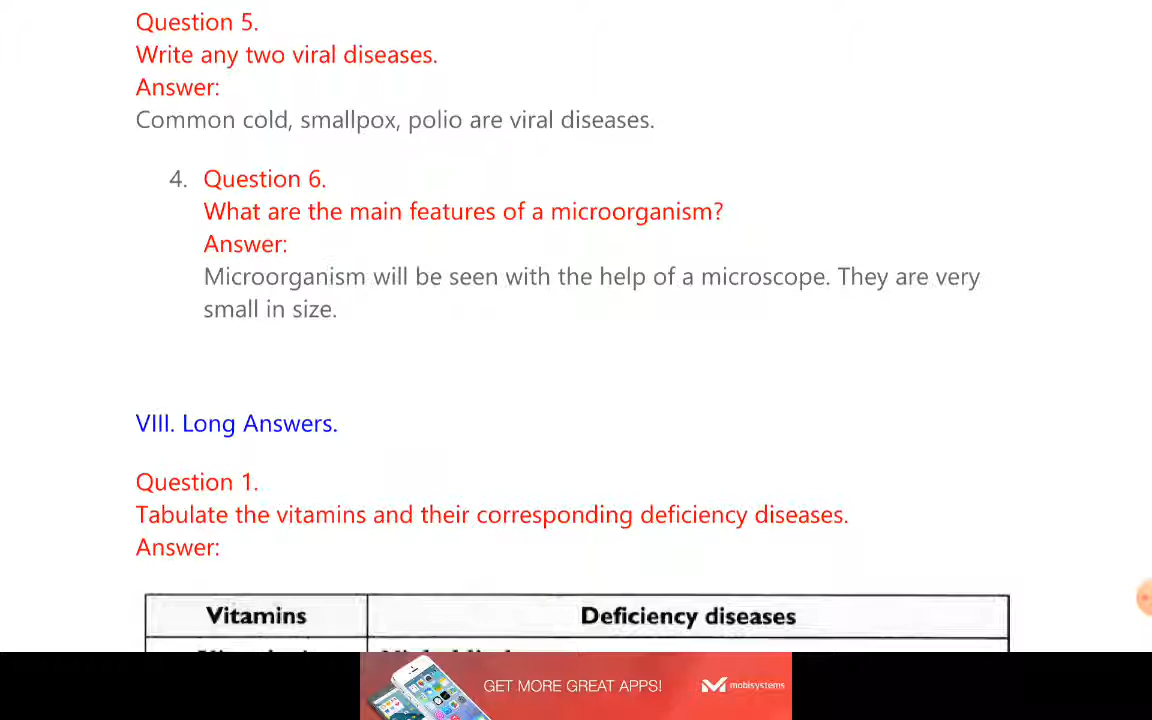 Question 5.
Write any two viral diseases.
Answer:
Common cold, smallpox, polio are viral diseases.
4. Question 6.
What are the main features of a microorganism?
Answer:
Microorganism will be seen with the help of a microscope. They are very
small in size.
VIII. Long Answers.
Question 1.
Tabulate the vitamins and their corresponding deficiency diseases.
Answer:
Vitamins Deficiency diseases
GET MORE GREAT APPS! mobisystems